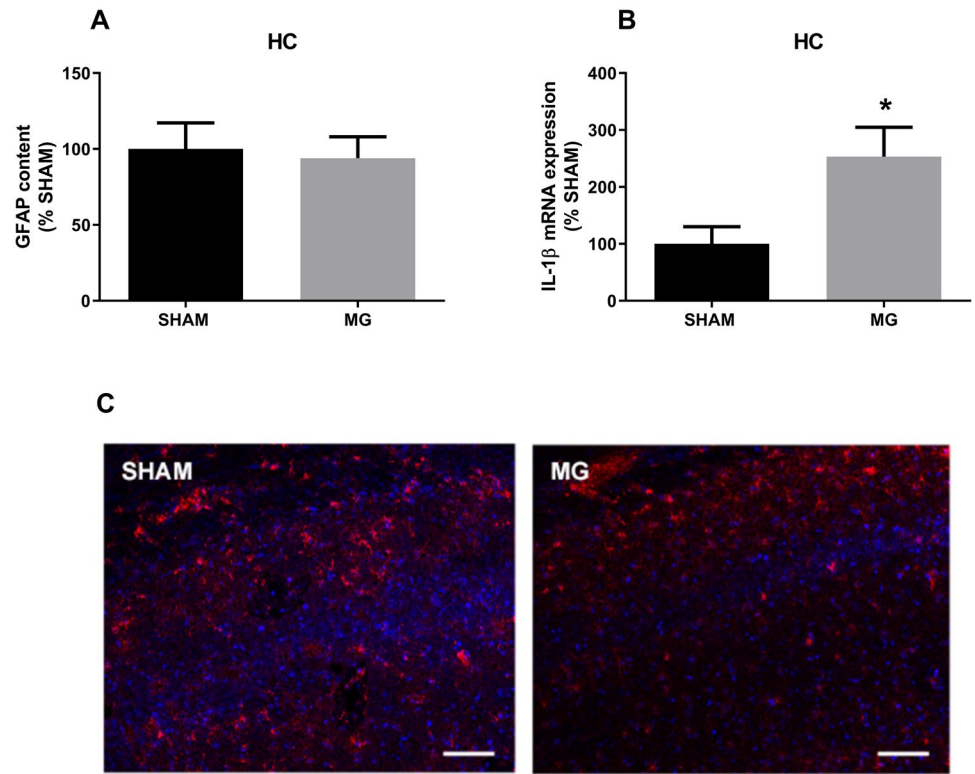 A
HC
GFAP content
(% SHAM)
150
100
50
0
SHAM
MG
B
HC
IL-1β mRNA expression
(% SHAM)
400
300
200
100
0
*
SHAM
MG
C
SHAM
MG